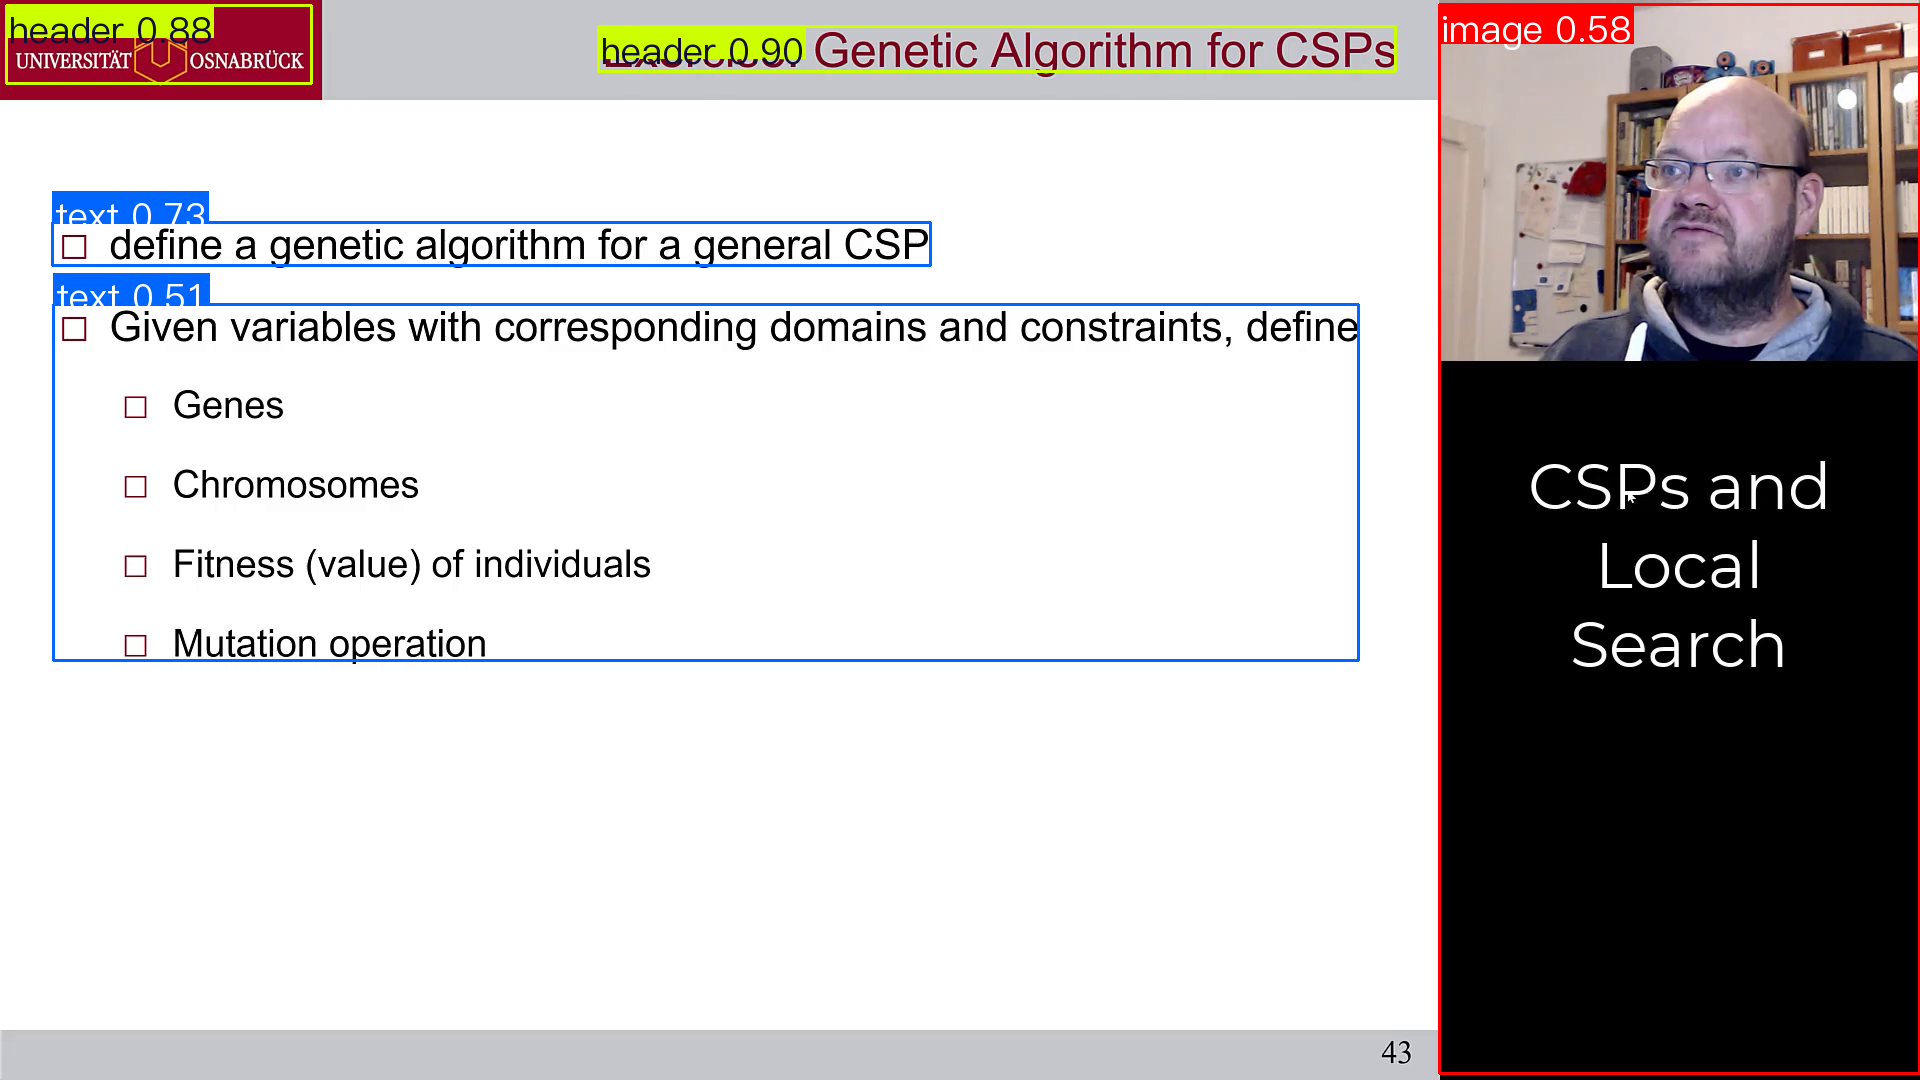 header 0.88
UNIVERSITÄT OSNABRÜCK
header 0.90 Genetic Algorithm for CSPs
image 0.58
text 0.73
define a genetic algorithm for a general CSP
text 0.51
Given variables with corresponding domains and constraints, define
Genes
Chromosomes
Fitness (value) of individuals
Mutation operation
CSPs and
Local
Search
43